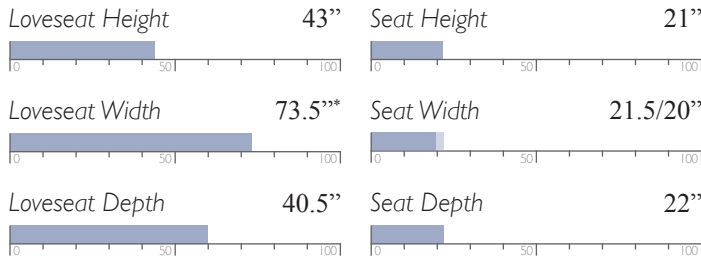 Loveseat Height 43” Seat Height 21”
0 50 100 0 50 100
Loveseat Width 73.5”* Seat Width 21.5/20”
0 50 100 0 50 100
Loveseat Depth 40.5” Seat Depth 22”
0 50 100 0 50 100